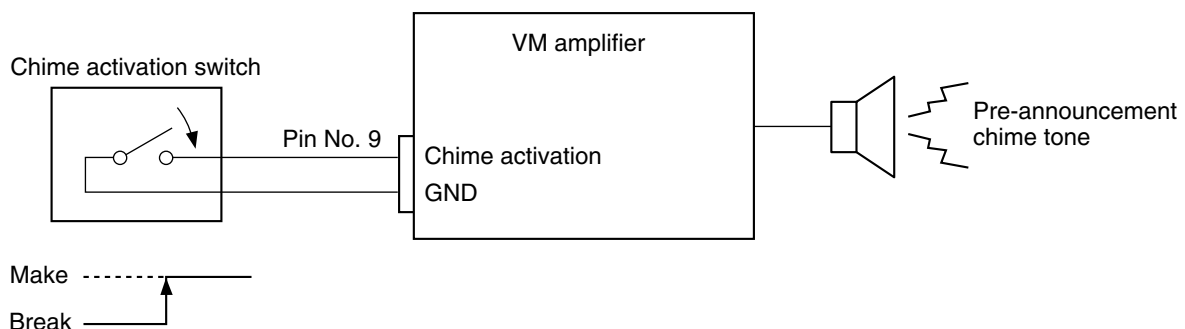 VM amplifier
Chime activation switch
Pin No. 9
Chime activation
GND
Pre-announcement
chime tone
Make
Break